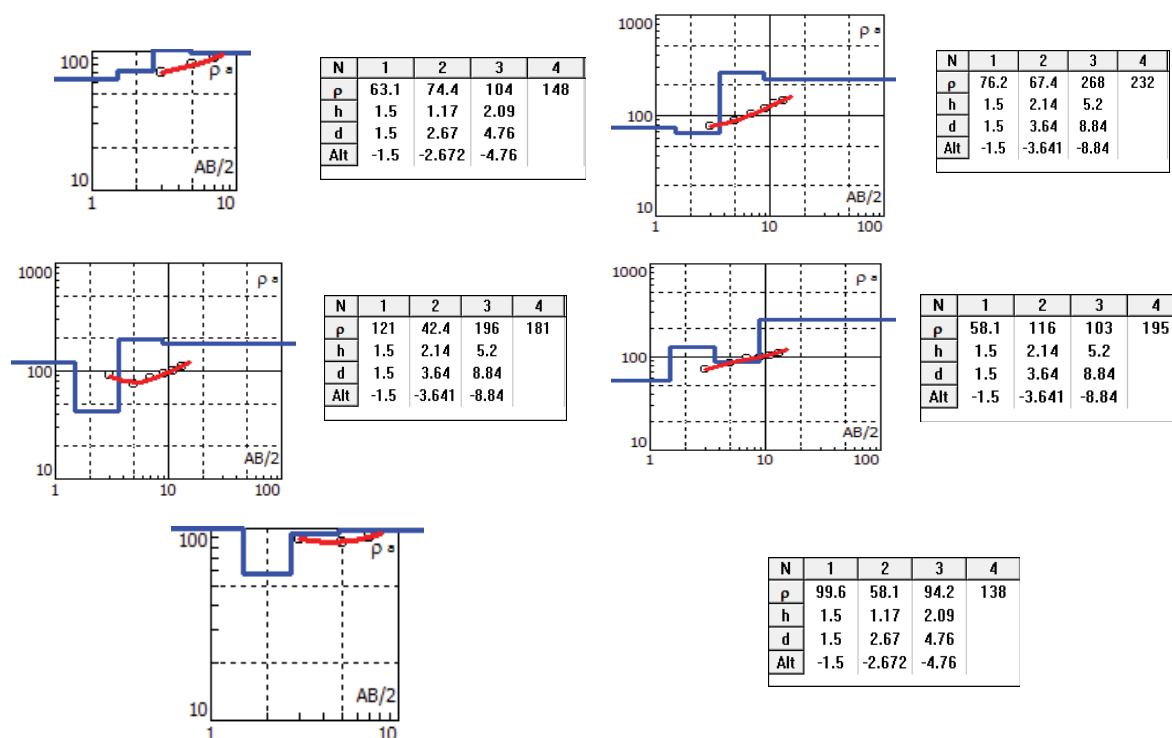 100
ρ a
AB/2
10
1 10
N 1 2 3 4
ρ 63.1 74.4 104 148
h 1.5 1.17 2.09
d 1.5 2.67 4.76
Alt -1.5 -2.672 -4.76
1000
ρ a
100
AB/2
10
1 10 100
N 1 2 3 4
ρ 76.2 67.4 268 232
h 1.5 2.14 5.2
d 1.5 3.64 8.84
Alt -1.5 -3.641 -8.84
1000
ρ a
100
AB/2
10
1 10 100
N 1 2 3 4
ρ 121 42.4 196 181
h 1.5 2.14 5.2
d 1.5 3.64 8.84
Alt -1.5 -3.641 -8.84
1000
ρ a
100
AB/2
10
1 10 100
N 1 2 3 4
ρ 58.1 116 103 195
h 1.5 2.14 5.2
d 1.5 3.64 8.84
Alt -1.5 -3.641 -8.84
100
ρ a
AB/2
10
1 10
N 1 2 3 4
ρ 99.6 58.1 94.2 138
h 1.5 1.17 2.09
d 1.5 2.67 4.76
Alt -1.5 -2.672 -4.76